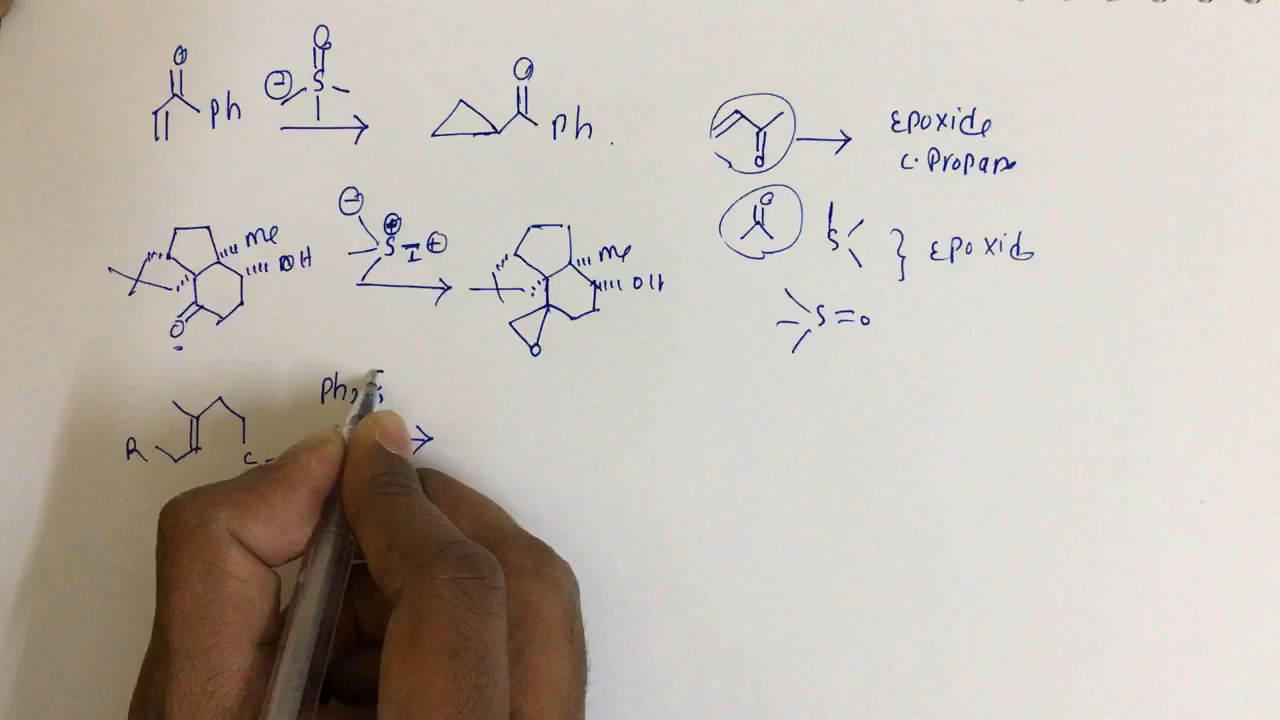 O
O
⊖ S
Ph
O
Ph
Epoxide
C. Propan
O
⊖
⊕
S I ⊕
Me
OH
O
Me
OH
O
O
S } Epoxid
S=O
Ph
R
C